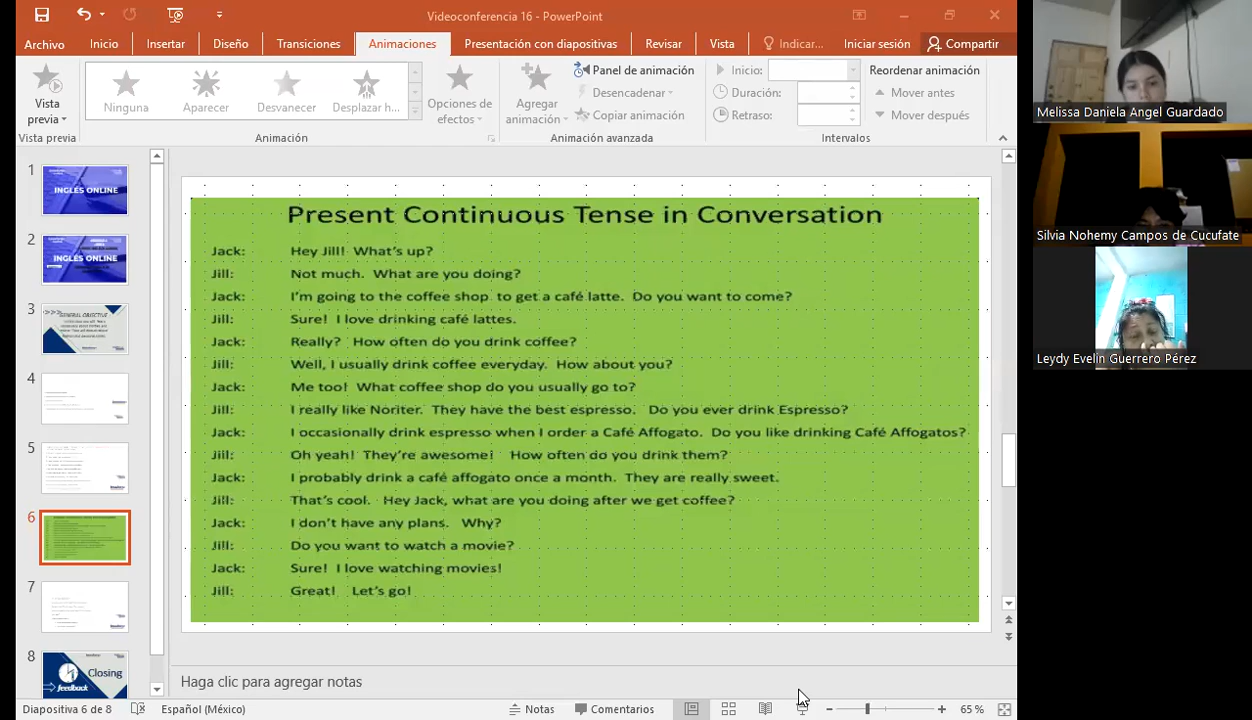 Videoconferencia 16 - PowerPoint
Archivo Inicio Insertar Diseño Transiciones Animaciones Presentación con diapositivas Revisar Vista Indicar... Iniciar sesión Compartir
Vista previa
Ninguna Aparecer Desvanecer Desplazar h...
Opciones de efectos
Agregar animación
Panel de animación
Desencadenar
Copiar animación
Inicio:
Duración:
Retraso:
Reordenar animación
Mover antes
Mover después
Vista previa Animación Animación avanzada Intervalos
1
INGLÉS ONLINE
2
INGLÉS ONLINE
3
GENERAL OBJECTIVE
4
5
6
7
8
Closing
feedback
Present Continuous Tense in Conversation
Jack: Hey Jill! What's up?
Jill: Not much. What are you doing?
Jack: I'm going to the coffee shop to get a café latte. Do you want to come?
Jill: Sure! I love drinking café lattes.
Jack: Really? How often do you drink coffee?
Jill: Well, I usually drink coffee everyday. How about you?
Jack: Me too! What coffee shop do you usually go to?
Jill: I really like Noriter. They have the best espresso. Do you ever drink Espresso?
Jack: I occasionally drink espresso when I order a Café Affogato. Do you like drinking Café Affogatos?
Jill: Oh yeah! They're awesome! How often do you drink them?
Jack: I probably drink a café affogato once a month. They are really sweet.
Jill: That's cool. Hey Jack, what are you doing after we get coffee?
Jack: I don't have any plans. Why?
Jill: Do you want to watch a movie?
Jack: Sure! I love watching movies!
Jill: Great! Let's go!
Haga clic para agregar notas
Diapositiva 6 de 8 Español (México) Notas Comentarios 65 %
Melissa Daniela Angel Guardado
Silvia Nohemy Campos de Cucufate
Leydy Evelin Guerrero Pérez